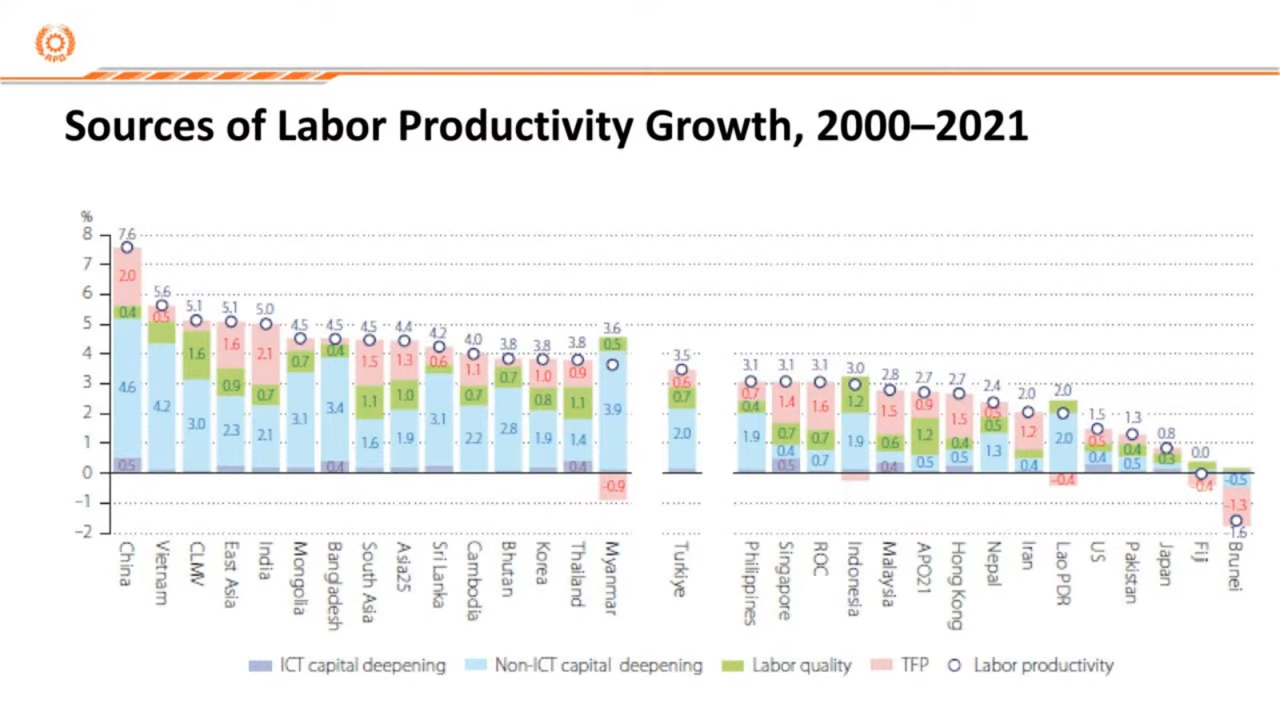 APO
Sources of Labor Productivity Growth, 2000–2021
%
8
7
6
5
4
3
2
1
0
−1
−2
7.6 5.6 5.1 5.1 5.0 4.5 4.5 4.5 4.4 4.2 4.0 3.8 3.8 3.8 3.6 3.5 3.1 3.1 3.1 3.0 2.8 2.7 2.7 2.4 2.0 2.0 1.5 1.3 0.8 0.0 −1.6
2.0 0.5 1.6 2.1 1.5 1.3 0.6 1.1 1.0 0.9 −0.9 0.6 0.7 1.4 1.6 1.5 0.9 1.5 0.5 1.2 −0.4 0.5 −0.4 −1.3
0.4 1.6 0.9 0.7 0.7 0.4 1.1 1.0 0.7 0.7 0.8 1.1 0.5 0.7 0.4 0.7 0.7 1.2 0.6 1.2 0.4 0.5 0.4 0.3
4.6 4.2 3.0 2.3 2.1 3.1 3.4 1.6 1.9 3.1 2.2 2.8 1.9 1.4 3.9 2.0 1.9 0.4 0.7 1.9 0.5 0.5 1.3 0.4 2.0 0.4 0.5 −0.5
0.5 0.4 0.4 0.5 0.4
China
Vietnam
CLMV
East Asia
India
Mongolia
Bangladesh
South Asia
Asia25
Sri Lanka
Cambodia
Bhutan
Korea
Thailand
Myanmar
Turkiye
Philippines
Singapore
ROC
Indonesia
Malaysia
APO21
Hong Kong
Nepal
Iran
Lao PDR
US
Pakistan
Japan
Fiji
Brunei
ICT capital deepening Non-ICT capital deepening Labor quality TFP Labor productivity